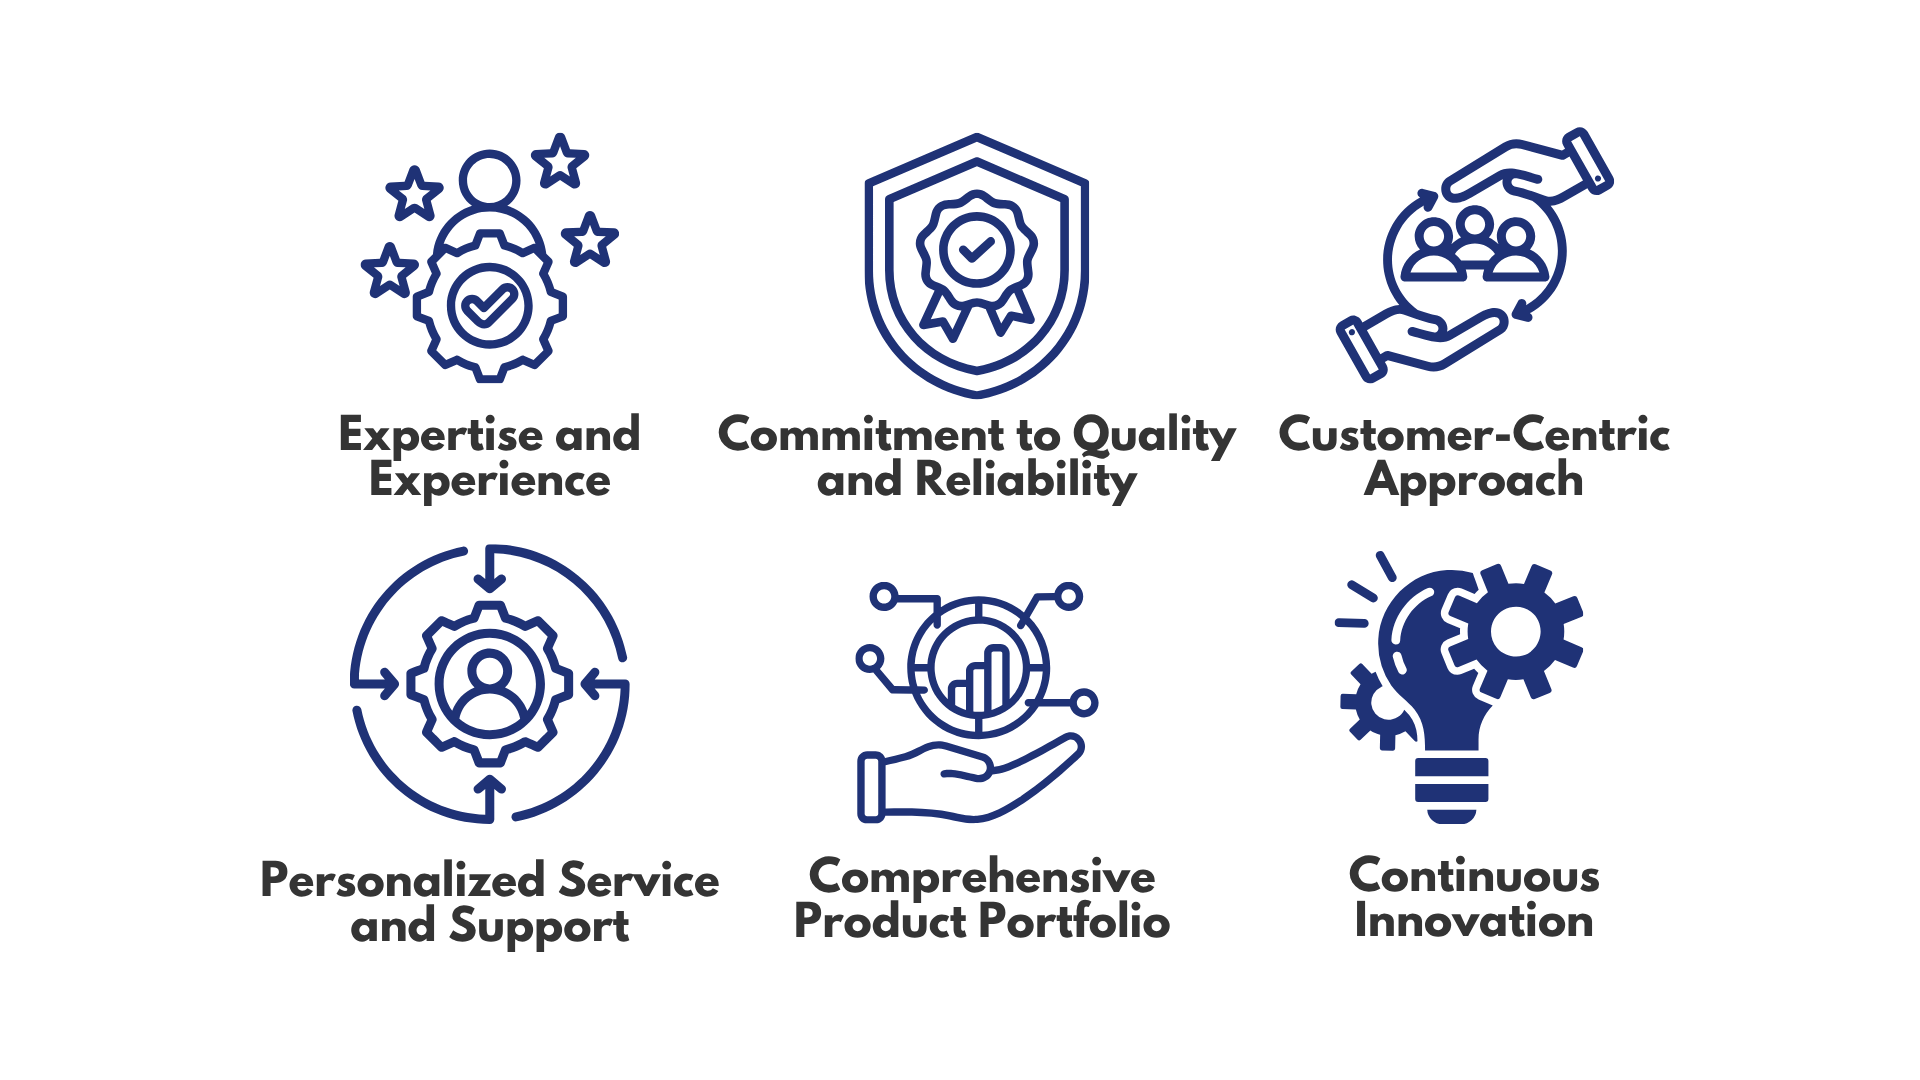 Expertise and
Experience
Commitment to Quality
and Reliability
Customer-Centric
Approach
Personalized Service
and Support
Comprehensive
Product Portfolio
Continuous
Innovation